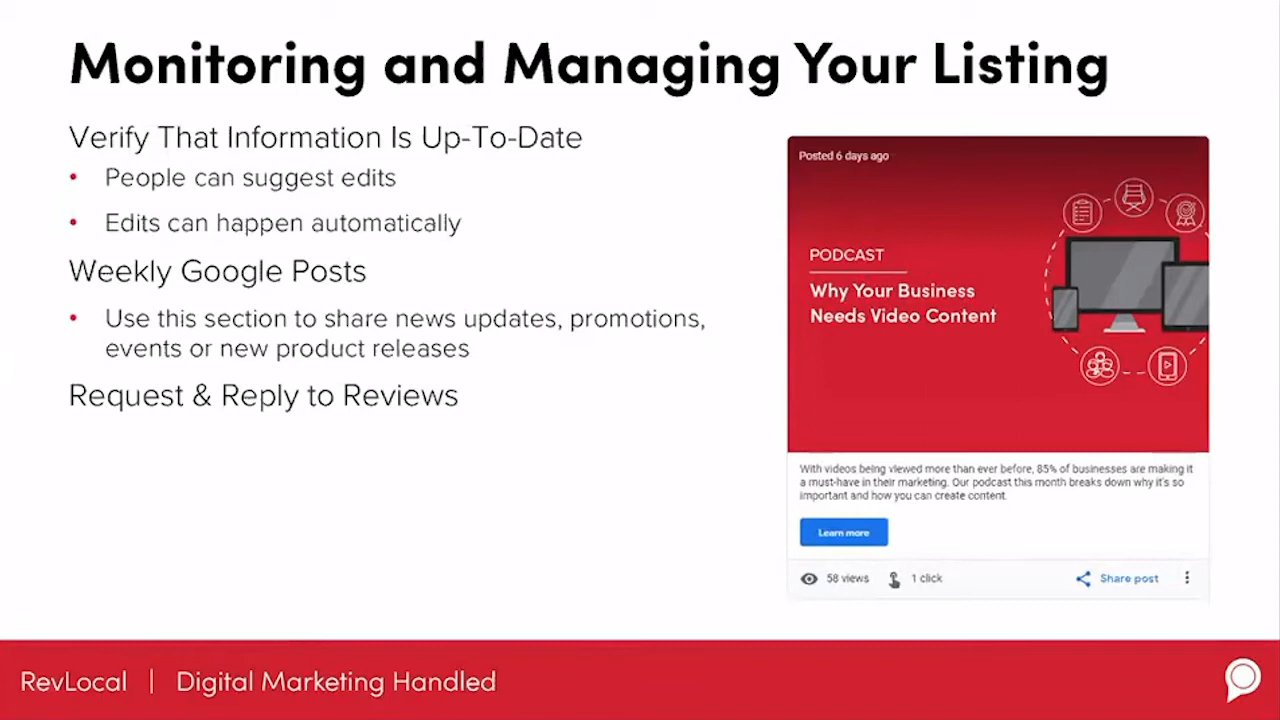 Monitoring and Managing Your Listing
Verify That Information Is Up-To-Date
• People can suggest edits
• Edits can happen automatically
Weekly Google Posts
• Use this section to share news updates, promotions,
events or new product releases
Request & Reply to Reviews
Posted 6 days ago
PODCAST
Why Your Business
Needs Video Content
With videos being viewed more than ever before, 85% of businesses are making it
a must-have in their marketing. Our podcast this month breaks down why it's so
important and how you can create content.
Learn more
58 views 1 click Share post
RevLocal | Digital Marketing Handled